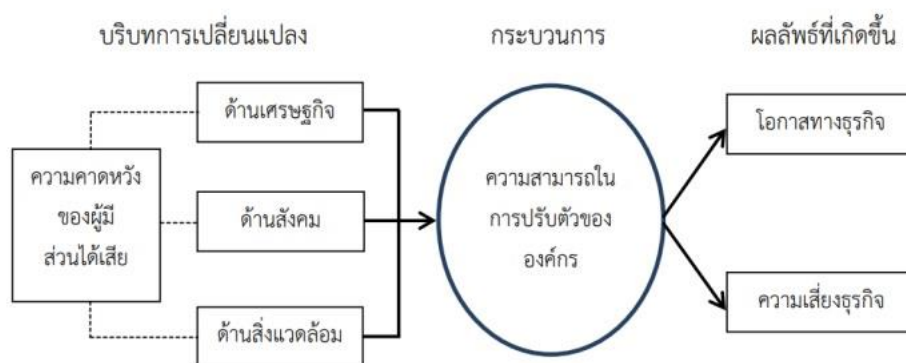 บริบทการเปลี่ยนแปลง
กระบวนการ
ผลลัพธ์ที่เกิดขึ้น
ความคาดหวัง
ของผู้มี
ส่วนได้เสีย
ด้านเศรษฐกิจ
ด้านสังคม
ด้านสิ่งแวดล้อม
ความสามารถใน
การปรับตัวของ
องค์กร
โอกาสทางธุรกิจ
ความเสี่ยงธุรกิจ